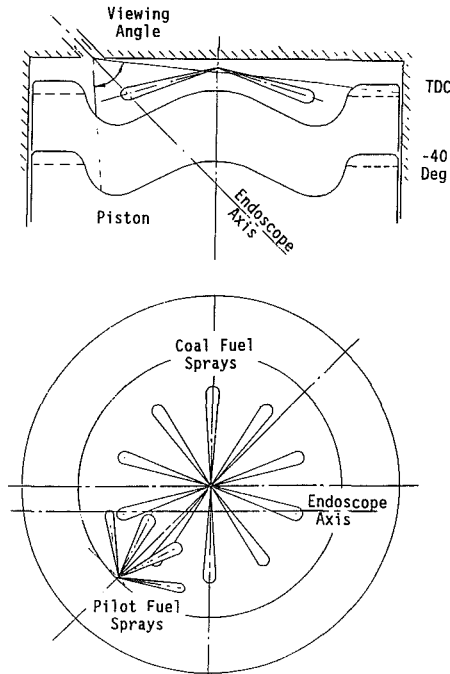 Viewing
Angle
TDC
-40
Deg
Endoscope
Axis
Piston
Coal Fuel
Sprays
Endoscope
Axis
Pilot Fuel
Sprays